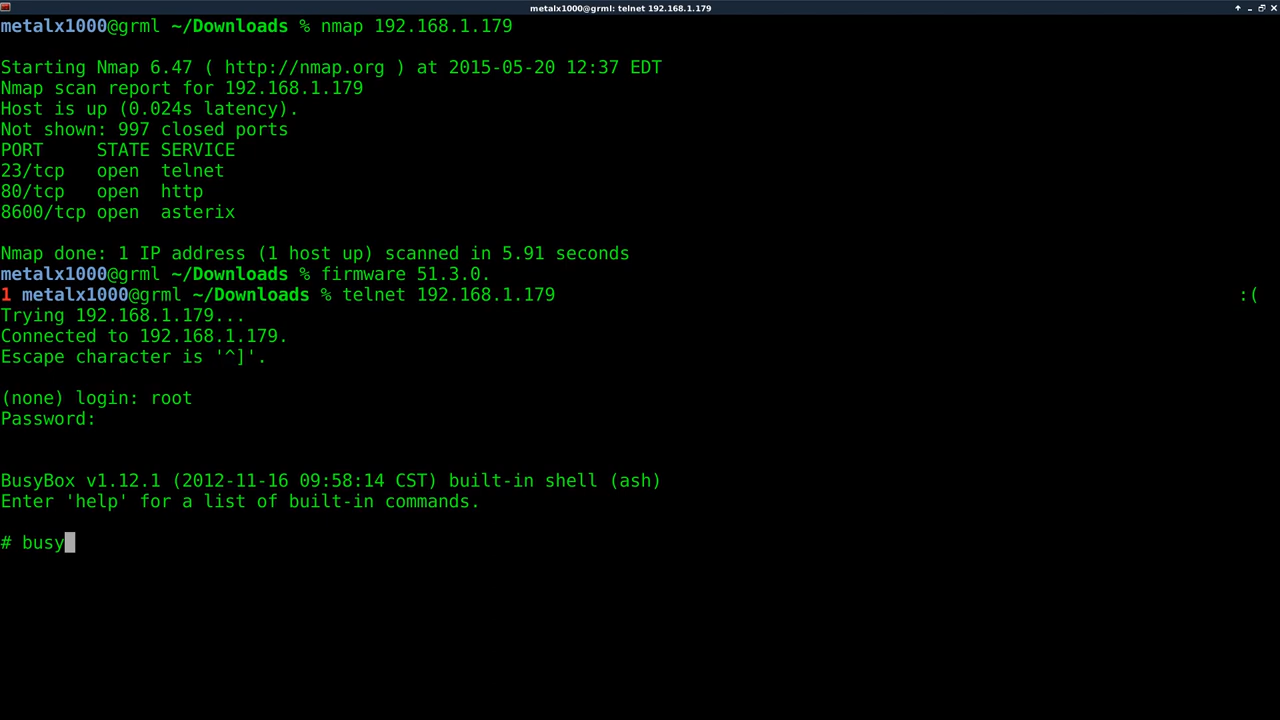 metalx1000@grml: telnet 192.168.1.179
metalx1000@grml ~/Downloads % nmap 192.168.1.179
Starting Nmap 6.47 ( http://nmap.org ) at 2015-05-20 12:37 EDT
Nmap scan report for 192.168.1.179
Host is up (0.024s latency).
Not shown: 997 closed ports
PORT     STATE SERVICE
23/tcp   open  telnet
80/tcp   open  http
8600/tcp open  asterix
Nmap done: 1 IP address (1 host up) scanned in 5.91 seconds
metalx1000@grml ~/Downloads % firmware 51.3.0.
1 metalx1000@grml ~/Downloads % telnet 192.168.1.179 :(
Trying 192.168.1.179...
Connected to 192.168.1.179.
Escape character is '^]'.
(none) login: root
Password:
BusyBox v1.12.1 (2012-11-16 09:58:14 CST) built-in shell (ash)
Enter 'help' for a list of built-in commands.
# busy